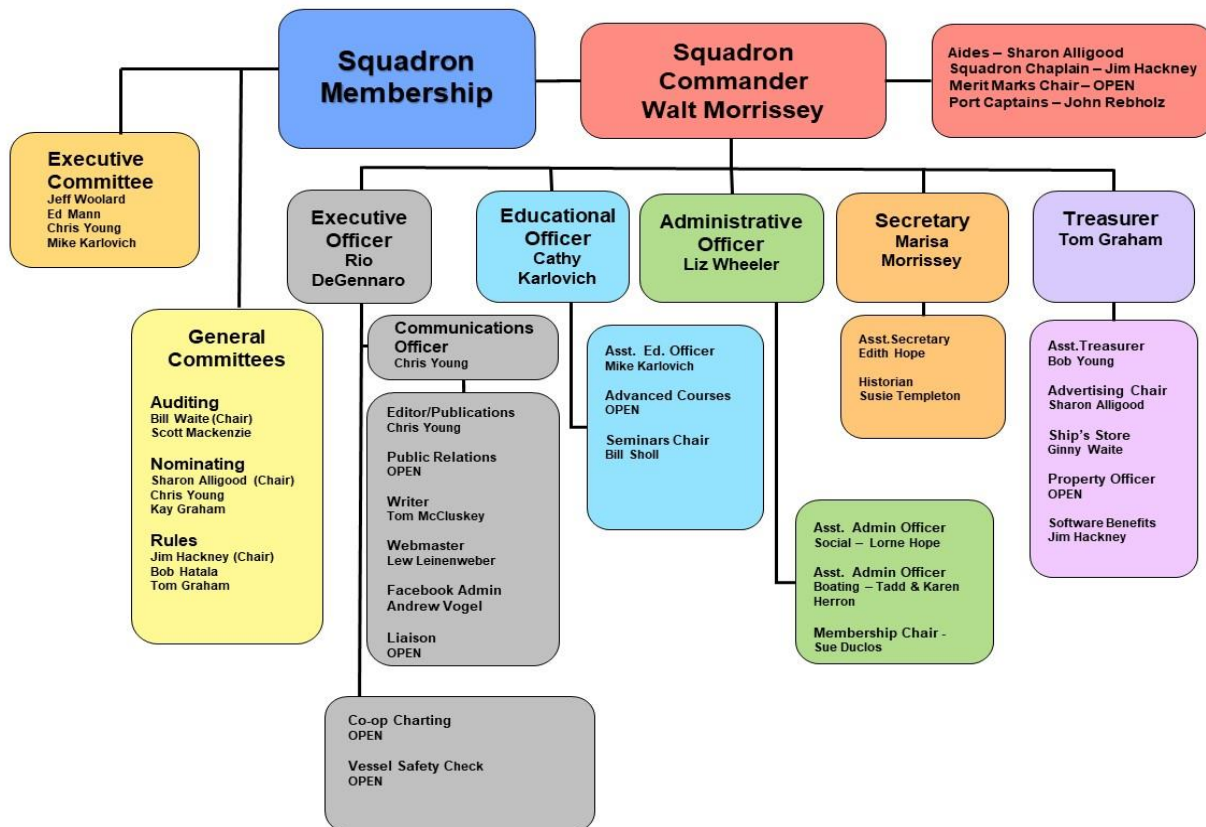 Squadron
Membership
Squadron
Commander
Walt Morrissey
Aides – Sharon Alligood
Squadron Chaplain – Jim Hackney
Merit Marks Chair – OPEN
Port Captains – John Rebholz
Executive
Committee
Jeff Woolard
Ed Mann
Chris Young
Mike Karlovich
Executive
Officer
Rio
DeGennaro
Educational
Officer
Cathy
Karlovich
Administrative
Officer
Liz Wheeler
Secretary
Marisa
Morrissey
Treasurer
Tom Graham
General
Committees
Auditing
Bill Waite (Chair)
Scott Mackenzie
Nominating
Sharon Alligood (Chair)
Chris Young
Kay Graham
Rules
Jim Hackney (Chair)
Bob Hatala
Tom Graham
Communications
Officer
Chris Young
Editor/Publications
Chris Young
Public Relations
OPEN
Writer
Tom McCluskey
Webmaster
Lew Leinenweber
Facebook Admin
Andrew Vogel
Liaison
OPEN
Co-op Charting
OPEN
Vessel Safety Check
OPEN
Asst. Ed. Officer
Mike Karlovich
Advanced Courses
OPEN
Seminars Chair
Bill Sholl
Asst. Admin Officer
Social – Lorne Hope
Asst. Admin Officer
Boating – Tadd & Karen
Herron
Membership Chair -
Sue Duclos
Asst.Secretary
Edith Hope
Historian
Susie Templeton
Asst.Treasurer
Bob Young
Advertising Chair
Sharon Alligood
Ship's Store
Ginny Waite
Property Officer
OPEN
Software Benefits
Jim Hackney